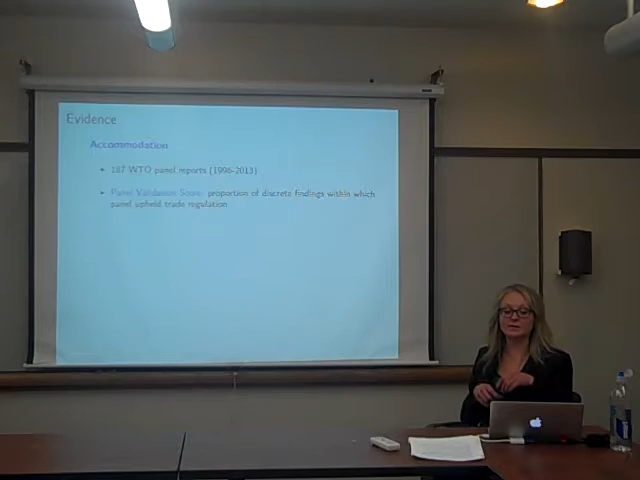 Evidence
Accommodation
187 WTO panel reports (1996-2013)
Panel Validation Score: proportion of discrete findings within which
panel upheld trade regulation